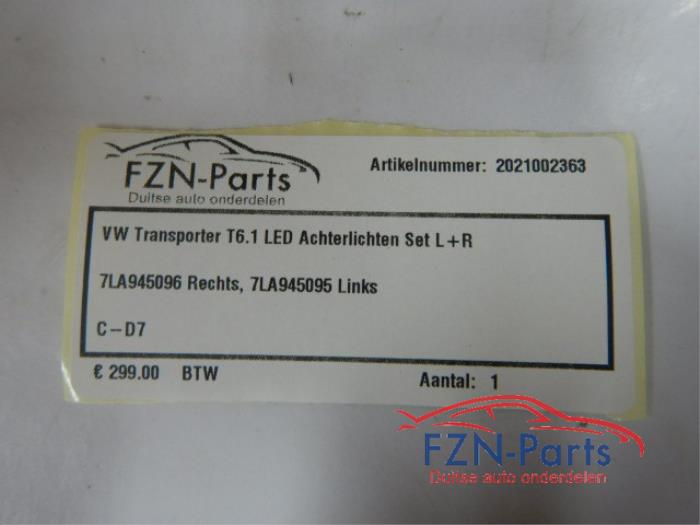 FZN-Parts
Duitse auto onderdelen
Artikelnummer: 2021002363
VW Transporter T6.1 LED Achterlichten Set L+R
7LA945096 Rechts, 7LA945095 Links
C-D7
€ 299.00 BTW
Aantal: 1
FZN-Parts
Duitse auto onderdelen